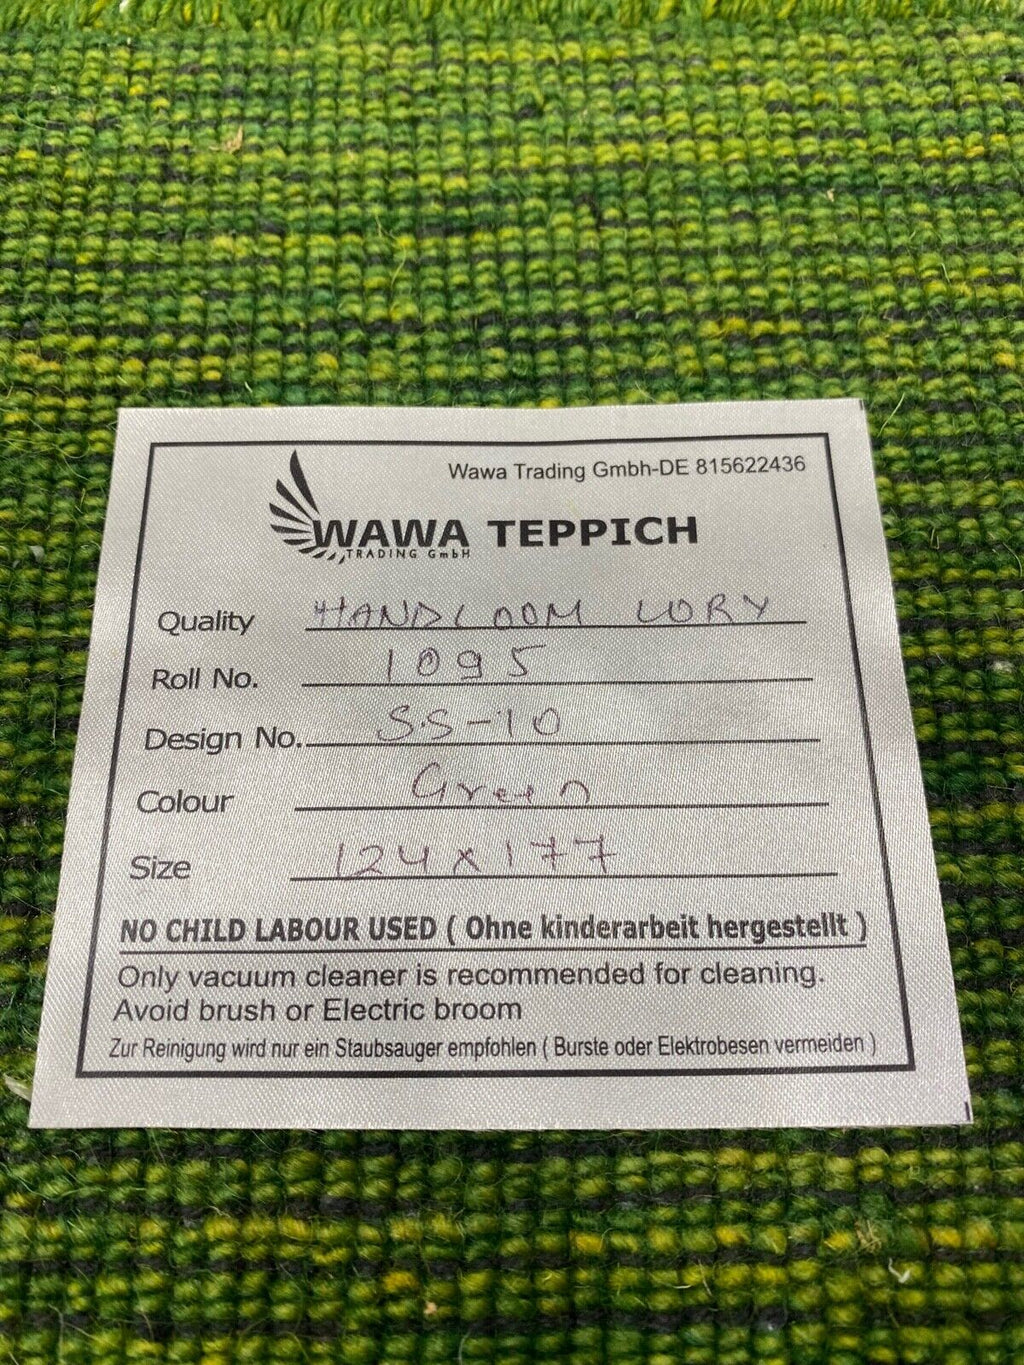 Wawa Trading Gmbh-DE 815622436
WAWA TEPPICH
TRADING GmbH
Quality HANDLOOM LORY
Roll No. 1095
Design No. S.S-10
Colour Green
Size 124 x 177
NO CHILD LABOUR USED ( Ohne kinderarbeit hergestellt )
Only vacuum cleaner is recommended for cleaning.
Avoid brush or Electric broom
Zur Reinigung wird nur ein Staubsauger empfohlen ( Burste oder Elektrobesen vermeiden )